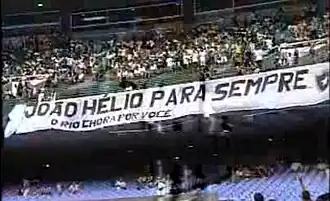 JOÃO HÉLIO PARA SEMPRE
O RIO CHORA POR VOCÊ